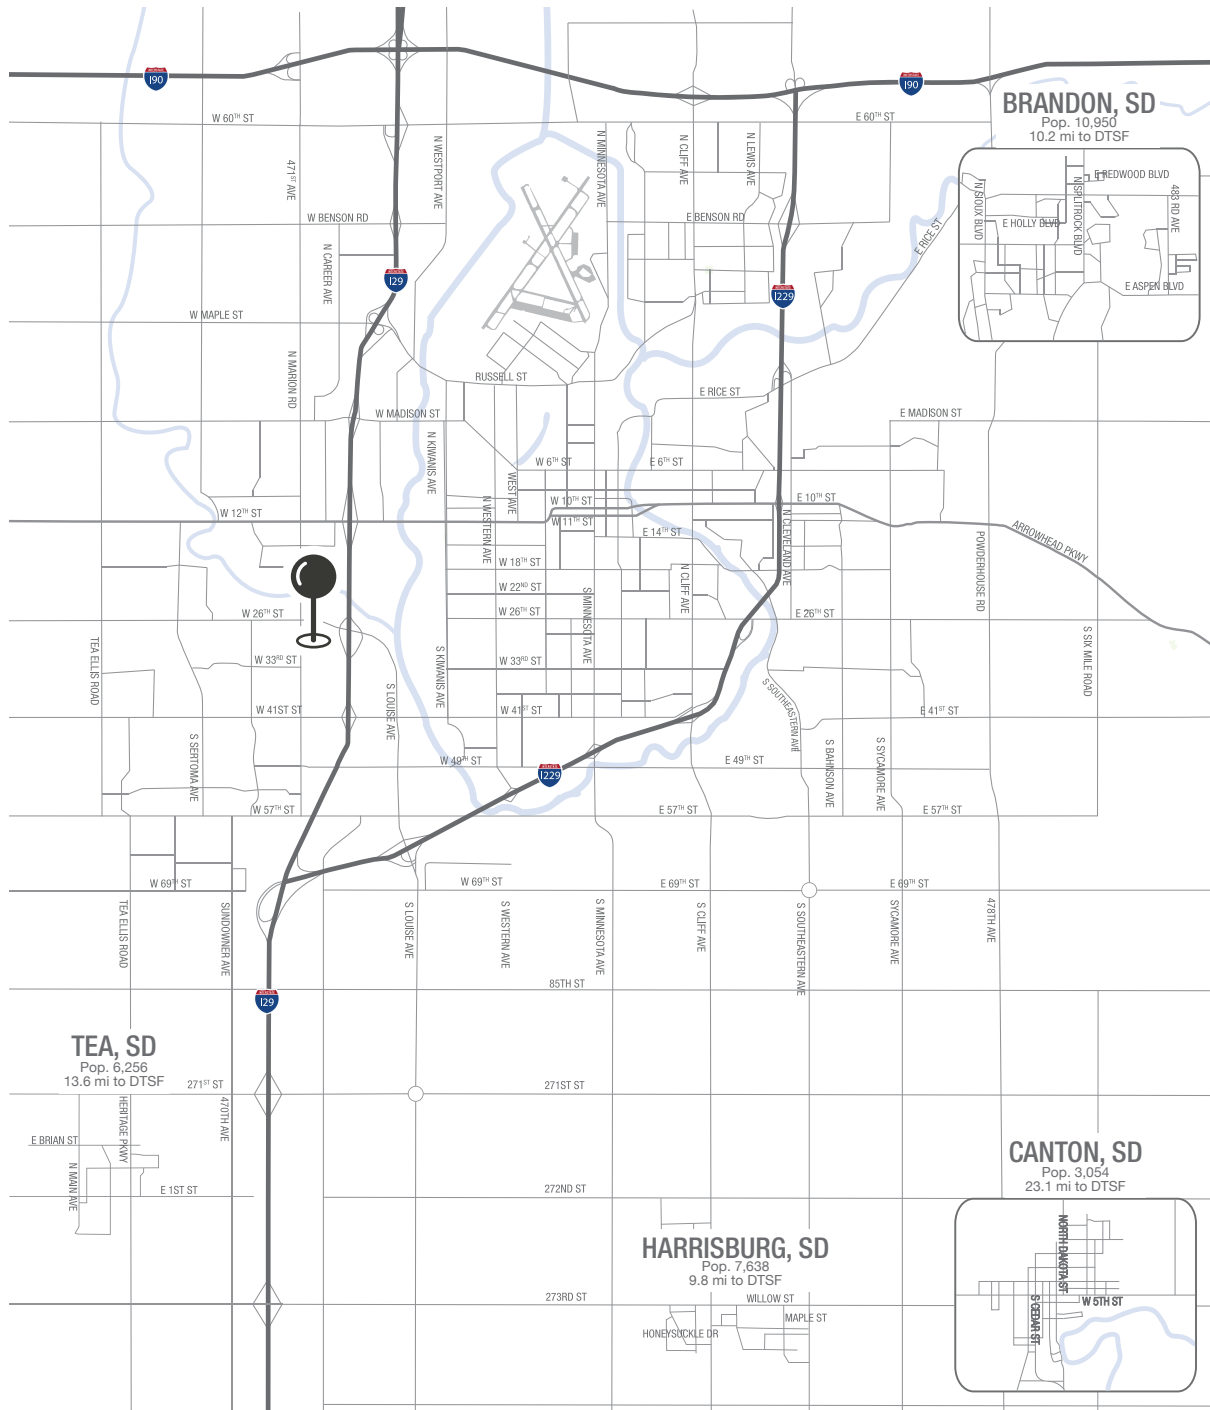 I90
I90
BRANDON, SD
Pop. 10,950
10.2 mi to DTSF
W 60TH ST
E 60TH ST
471ST AVE
N WESTPORT AVE
N MINNESOTA AVE
N CLIFF AVE
N LEWIS AVE
E REDWOOD BLVD
N SIOUX BLVD
N SPLITROCK BLVD
483 RD AVE
E HOLLY BLVD
E ASPEN BLVD
W BENSON RD
E BENSON RD
E RICE ST
N CAREER AVE
I29
I229
W MAPLE ST
N MARION RD
RUSSELL ST
E RICE ST
W MADISON ST
E MADISON ST
N KIWANIS AVE
W 6TH ST
E 6TH ST
WEST AVE
N WESTERN AVE
W 10TH ST
E 10TH ST
W 12TH ST
W 11TH ST
E 14TH ST
N CLEVELAND AVE
ARROWHEAD PKWY
POWDERHOUSE RD
W 18TH ST
N CLIFF AVE
W 22ND ST
S MINNESOTA AVE
W 26TH ST
W 26TH ST
E 26TH ST
TEA ELLIS ROAD
W 33RD ST
S KIWANIS AVE
W 33RD ST
S SIX MILE ROAD
S LOUISE AVE
S SOUTHEASTERN AVE
W 41ST ST
W 41ST ST
E 41ST ST
S SERTOMA AVE
W 49TH ST
E 49TH ST
S BAHNSON AVE
S SYCAMORE AVE
I229
W 57TH ST
E 57TH ST
E 57TH ST
W 69TH ST
W 69TH ST
E 69TH ST
E 69TH ST
TEA ELLIS ROAD
SUNDOWNER AVE
S LOUISE AVE
S WESTERN AVE
S MINNESOTA AVE
S CLIFF AVE
S SOUTHEASTERN AVE
SYCAMORE AVE
478TH AVE
85TH ST
I29
TEA, SD
Pop. 6,256
13.6 mi to DTSF
271ST ST
271ST ST
HERITAGE PKWY
470TH AVE
E BRIAN ST
N MAIN AVE
E 1ST ST
272ND ST
CANTON, SD
Pop. 3,054
23.1 mi to DTSF
NORTH DAKOTA ST
S CEDAR ST
W 5TH ST
HARRISBURG, SD
Pop. 7,638
9.8 mi to DTSF
273RD ST
WILLOW ST
MAPLE ST
HONEYSUCKLE DR